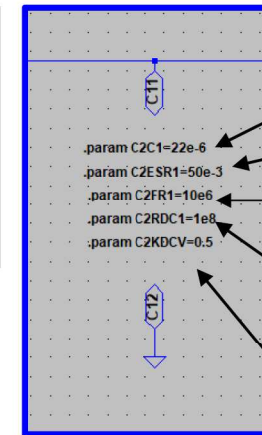 C11
.param C2C1=22e-6
.param C2ESR1=50e-3
.param C2FR1=10e6
.param C2RDC1=1e8
.param C2KDCV=0.5
C12